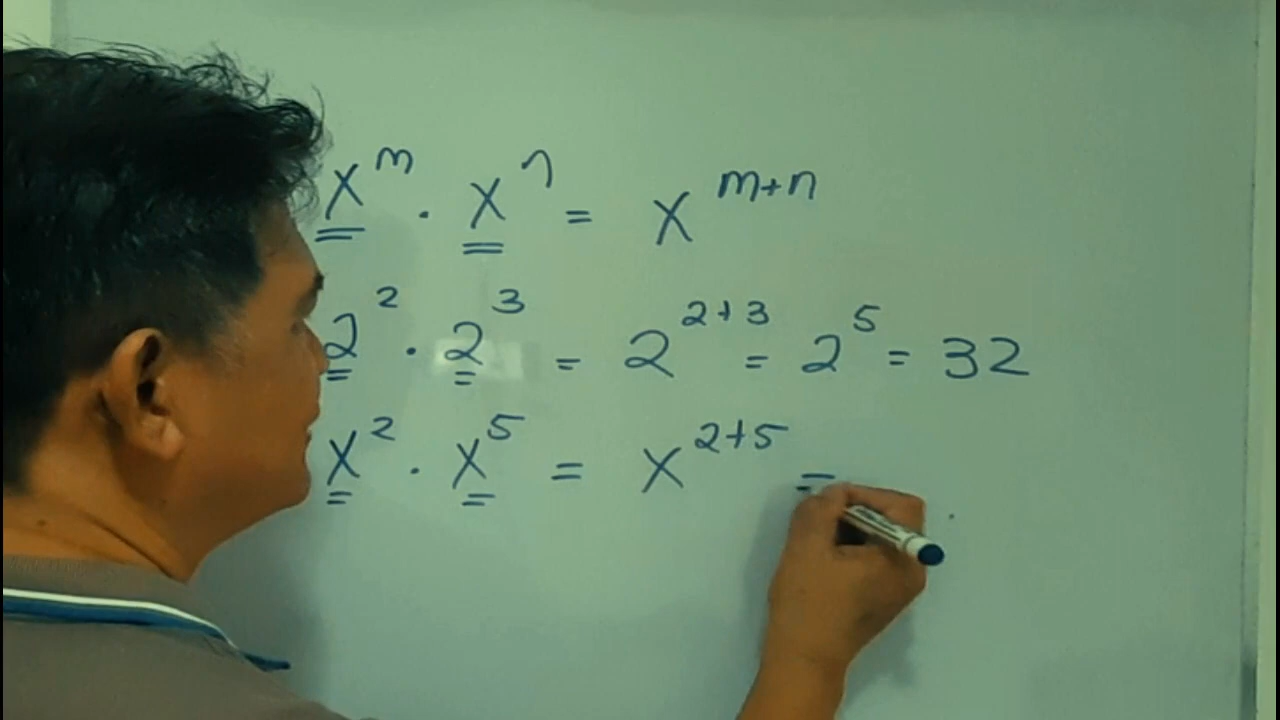 x^m · x^n = x^{m+n}
2^2 · 2^3 = 2^{2+3} = 2^5 = 32
x^2 · x^5 = x^{2+5} =